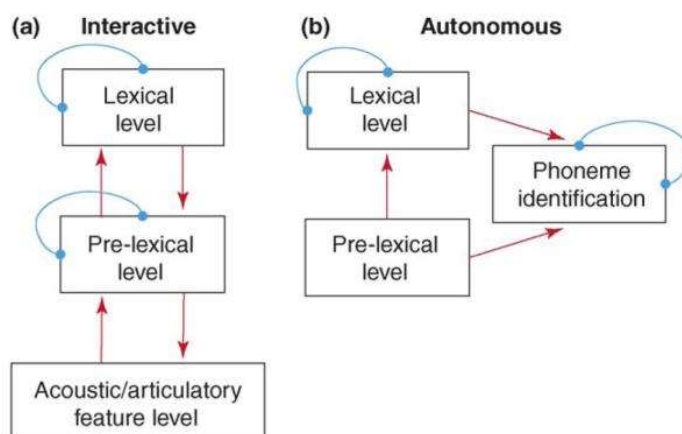 (a) Interactive
Lexical
level
Pre-lexical
level
Acoustic/articulatory
feature level
(b) Autonomous
Lexical
level
Phoneme
identification
Pre-lexical
level